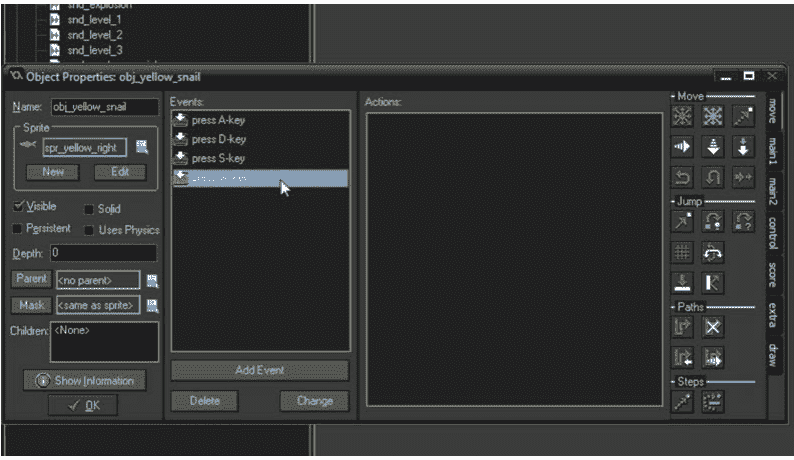 snd_explosion
snd_level_1
snd_level_2
snd_level_3
Object Properties: obj_yellow_snail
Name: obj_yellow_snail
Sprite
spr_yellow_right
New Edit
Visible Solid
Persistent Uses Physics
Depth: 0
Parent <no parent>
Mask <same as sprite>
Children: <None>
Show Information
OK
Events:
press A-key
press D-key
press S-key
Add Event
Delete Change
Actions:
Move
Jump
Paths
Steps
move
main1
main2
control
score
extra
draw